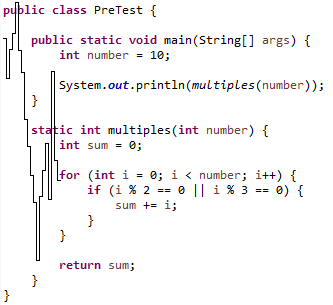 public class PreTest {
public static void main(String[] args) {
int number = 10;
System.out.println(multiples(number));
}
static int multiples(int number) {
int sum = 0;
for (int i = 0; i < number; i++) {
if (i % 2 == 0 || i % 3 == 0) {
sum += i;
}
}
return sum;
}
}